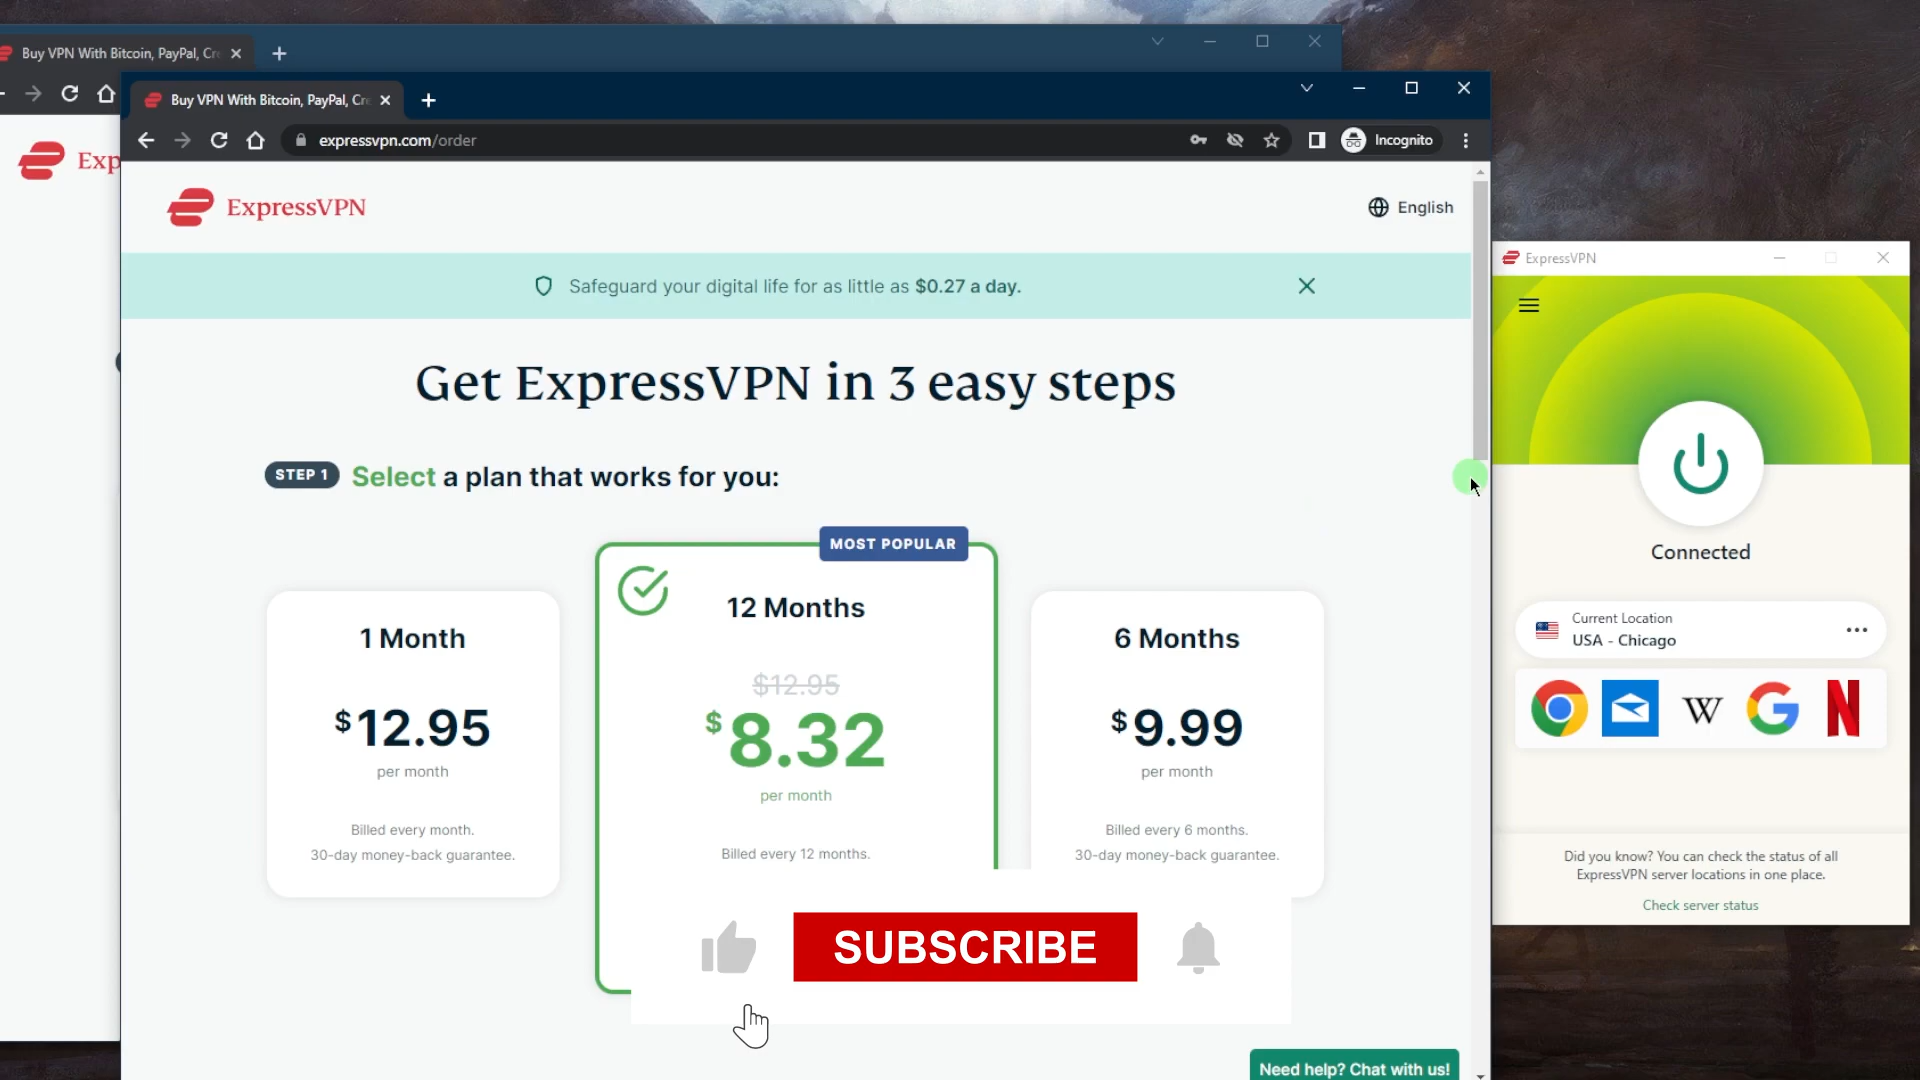 Buy VPN With Bitcoin, PayPal, Cr
Exp
Buy VPN With Bitcoin, PayPal, Cr
expressvpn.com/order
Incognito
ExpressVPN
English
Safeguard your digital life for as little as $0.27 a day.
Get ExpressVPN in 3 easy steps
STEP 1 Select a plan that works for you:
MOST POPULAR
1 Month
$12.95
per month
Billed every month.
30-day money-back guarantee.
12 Months
$12.95
$8.32
per month
Billed every 12 months.
6 Months
$9.99
per month
Billed every 6 months.
30-day money-back guarantee.
SUBSCRIBE
Need help? Chat with us!
ExpressVPN
Connected
Current Location
USA - Chicago
W
G
N
Did you know? You can check the status of all
ExpressVPN server locations in one place.
Check server status